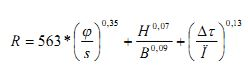 R = 563 * (φ/s)^0,35 + H^0,07/B^0,09 + (Δτ/Ï)^0,13